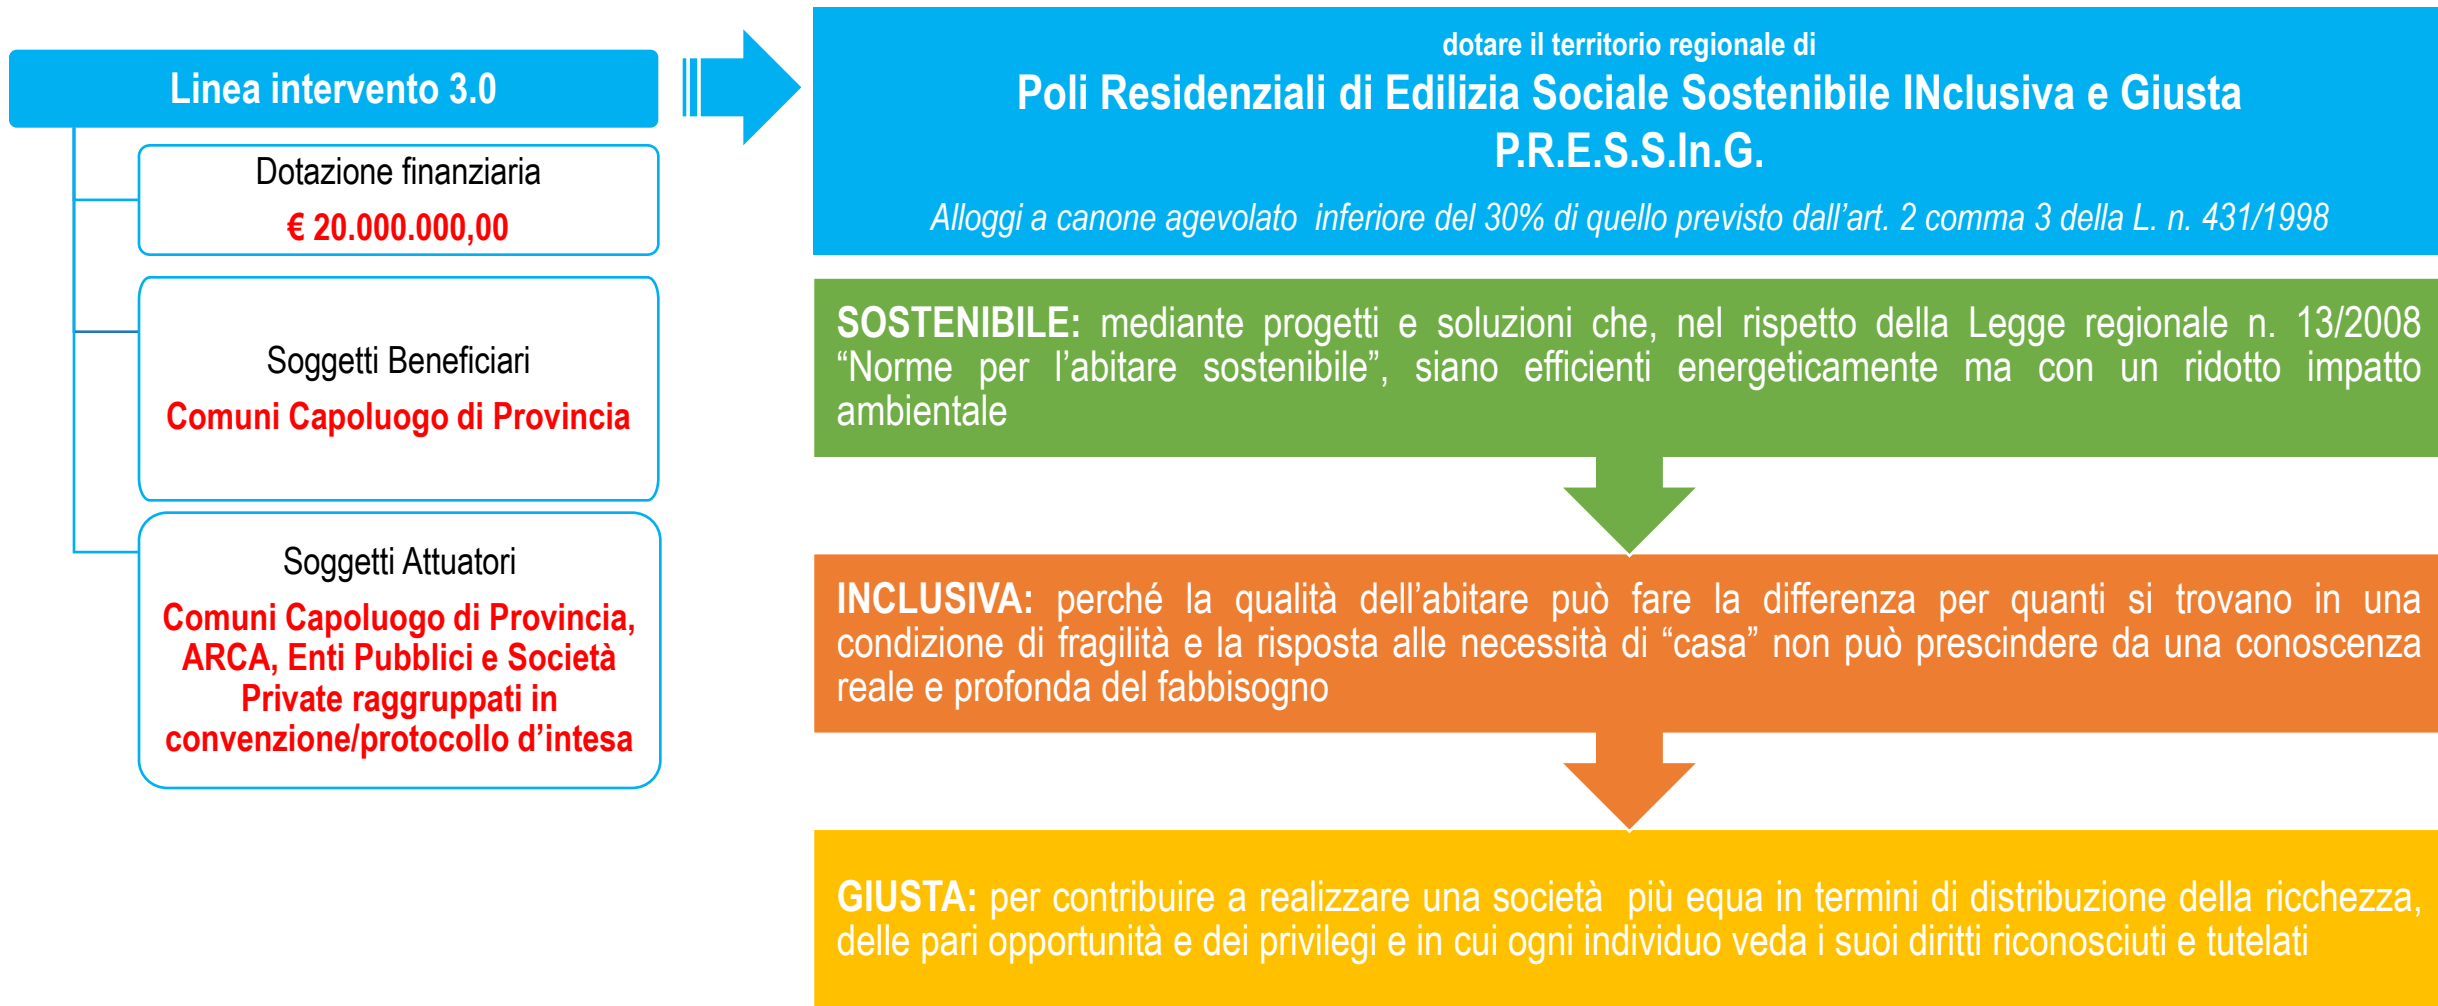 Linea intervento 3.0
Dotazione finanziaria
€ 20.000.000,00
Soggetti Beneficiari
Comuni Capoluogo di Provincia
Soggetti Attuatori
Comuni Capoluogo di Provincia,
ARCA, Enti Pubblici e Società
Private raggruppati in
convenzione/protocollo d’intesa
dotare il territorio regionale di
Poli Residenziali di Edilizia Sociale Sostenibile INclusiva e Giusta
P.R.E.S.S.In.G.
Alloggi a canone agevolato inferiore del 30% di quello previsto dall’art. 2 comma 3 della L. n. 431/1998
SOSTENIBILE: mediante progetti e soluzioni che, nel rispetto della Legge regionale n. 13/2008
“Norme per l’abitare sostenibile”, siano efficienti energeticamente ma con un ridotto impatto
ambientale
INCLUSIVA: perché la qualità dell’abitare può fare la differenza per quanti si trovano in una
condizione di fragilità e la risposta alle necessità di “casa” non può prescindere da una conoscenza
reale e profonda del fabbisogno
GIUSTA: per contribuire a realizzare una società più equa in termini di distribuzione della ricchezza,
delle pari opportunità e dei privilegi e in cui ogni individuo veda i suoi diritti riconosciuti e tutelati